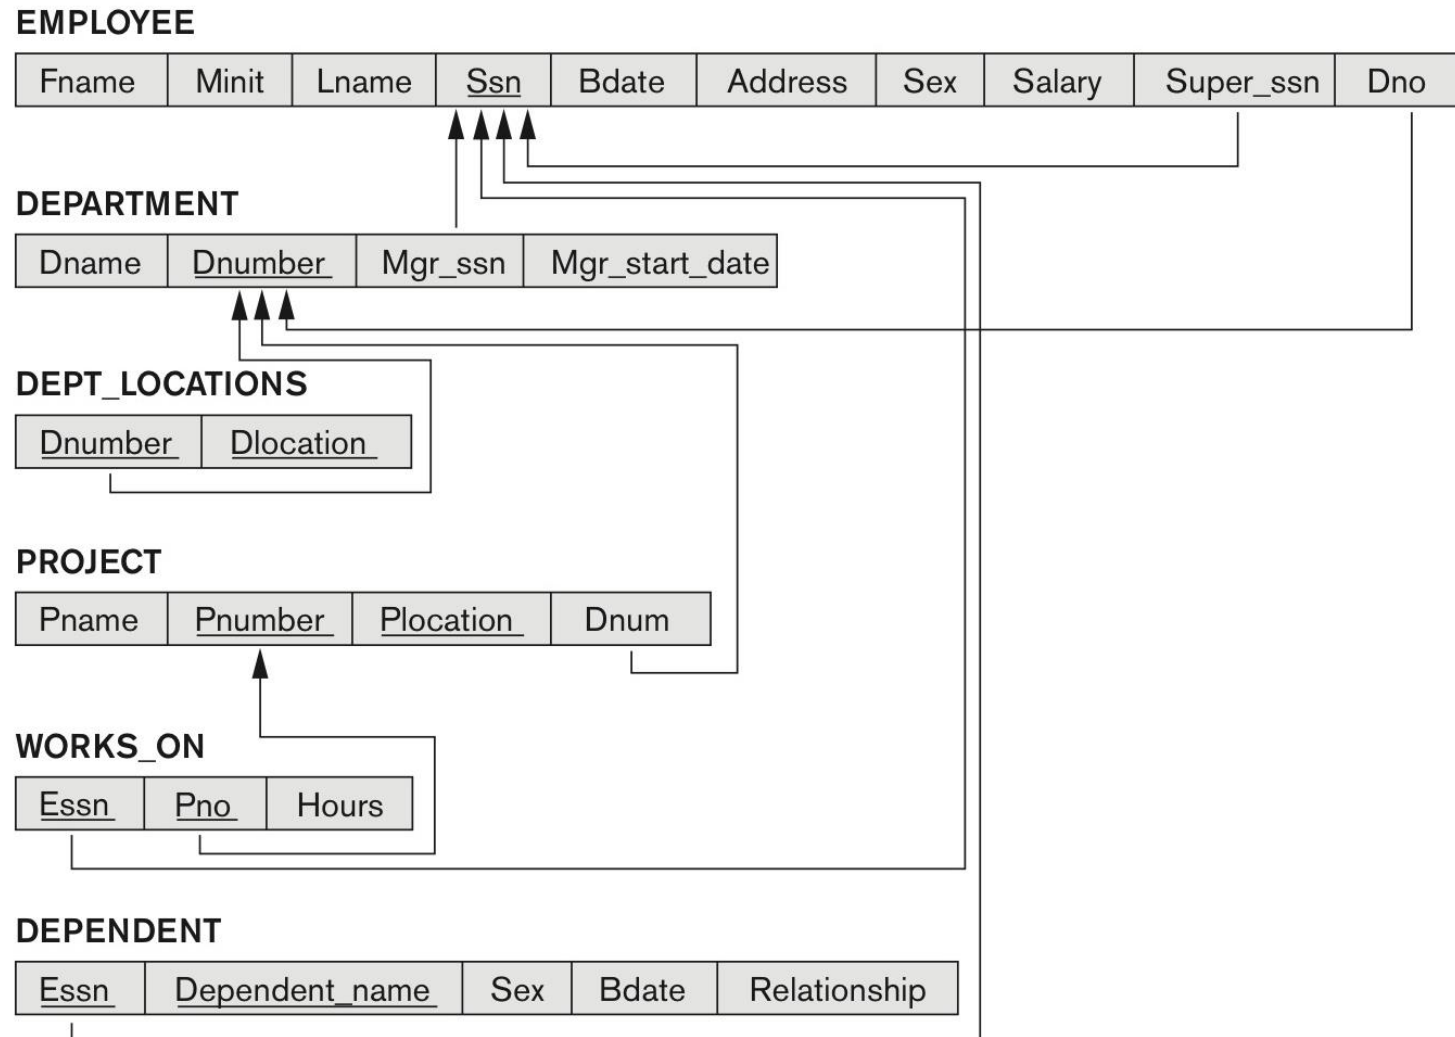 EMPLOYEE
Fname Minit Lname Ssn Bdate Address Sex Salary Super_ssn Dno
DEPARTMENT
Dname Dnumber Mgr_ssn Mgr_start_date
DEPT_LOCATIONS
Dnumber Dlocation
PROJECT
Pname Pnumber Plocation Dnum
WORKS_ON
Essn Pno Hours
DEPENDENT
Essn Dependent_name Sex Bdate Relationship